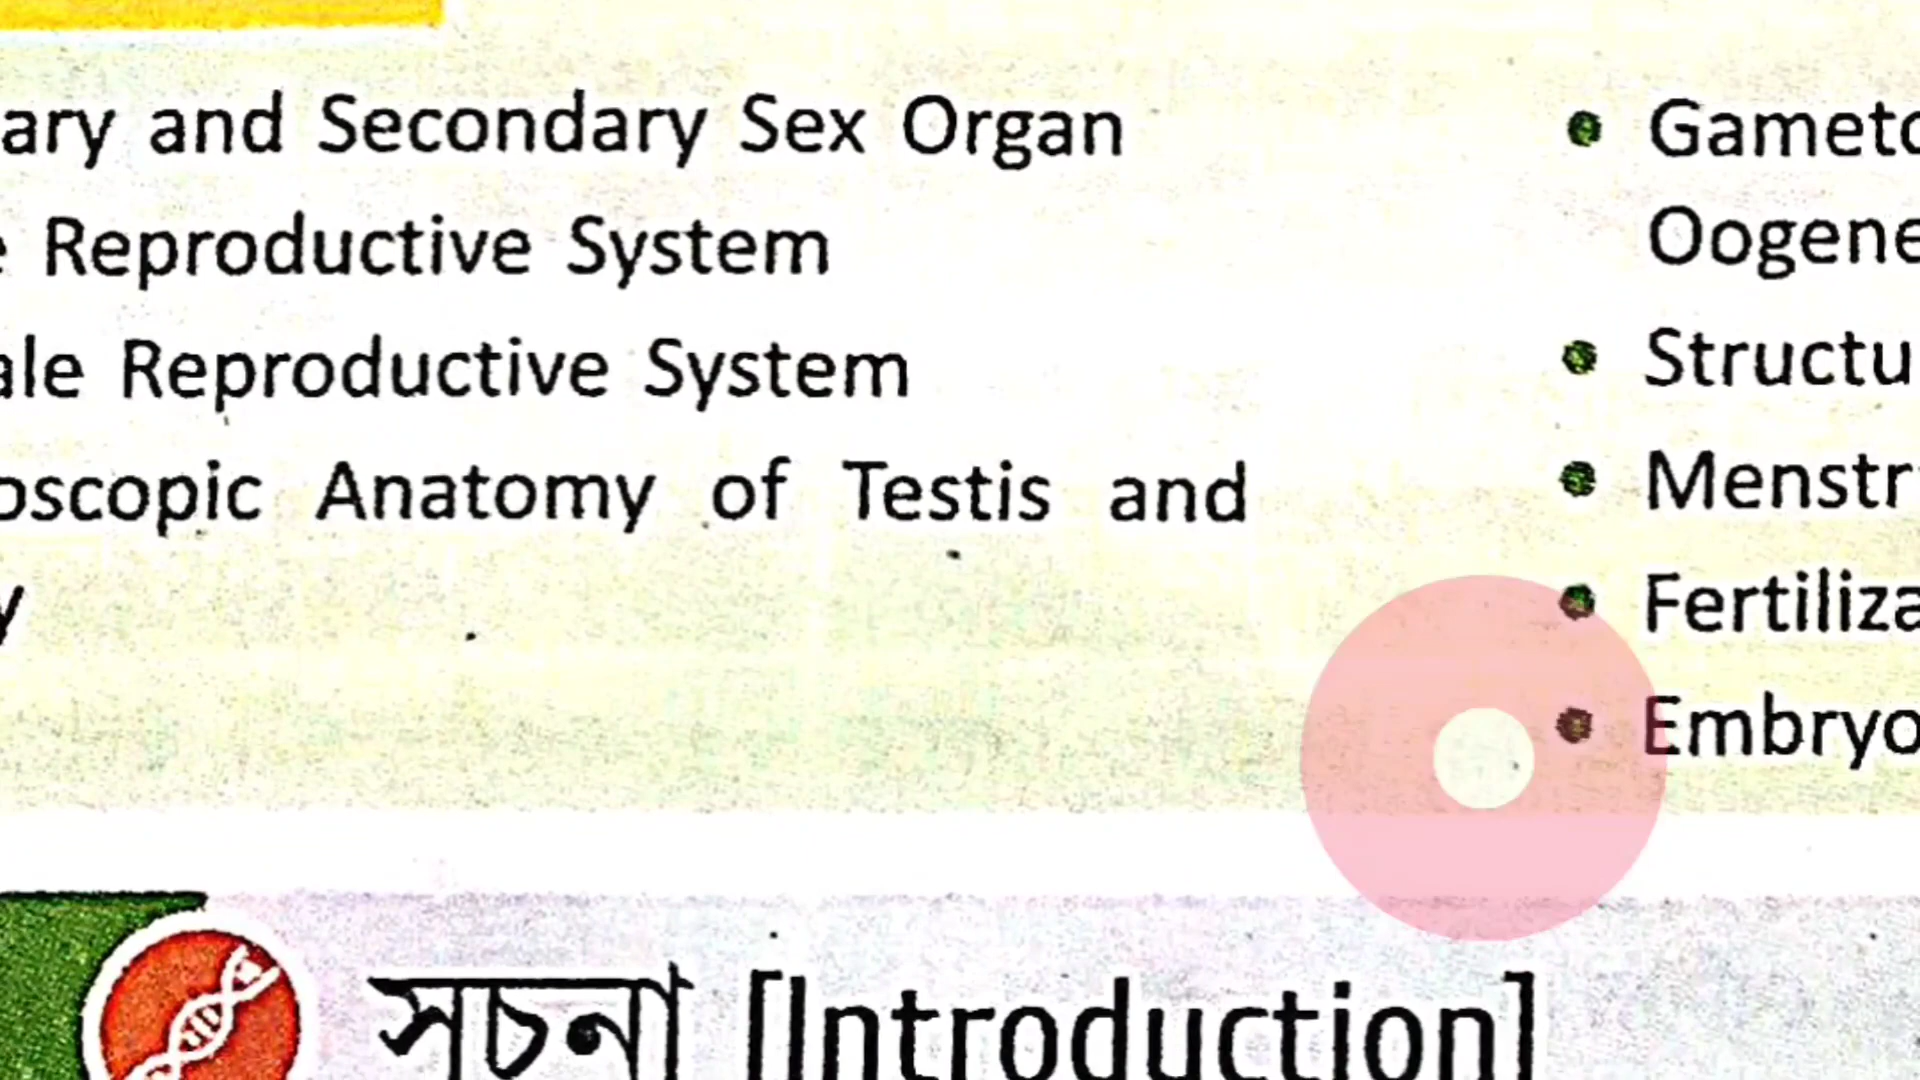 ary and Secondary Sex Organ
Reproductive System
ale Reproductive System
oscopic Anatomy of Testis and
y
Gameto
Oogene
Structu
Menstr
Fertiliza
Embryo
সূচনা [Introduction]